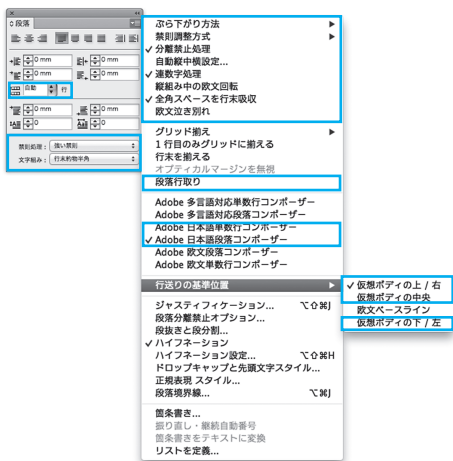 段落
0 mm
0 mm
0 mm
0 mm
自動
行
0 mm
0 mm
0
0
禁則処理： 強い禁則
文字組み： 行末約物半角
ぶら下がり方法
禁則調整方式
✓ 分離禁止処理
自動縦中横設定...
✓ 連数字処理
縦組み中の欧文回転
✓ 全角スペースを行末吸収
欧文泣き別れ
グリッド揃え
1 行目のみグリッドに揃える
行末を揃える
オプティカルマージンを無視
段落行取り
Adobe 多言語対応単数行コンポーザー
Adobe 多言語対応段落コンポーザー
Adobe 日本語単数行コンポーザー
✓ Adobe 日本語段落コンポーザー
Adobe 欧文段落コンポーザー
Adobe 欧文単数行コンポーザー
行送りの基準位置
✓ 仮想ボディの上 / 右
仮想ボディの中央
欧文ベースライン
仮想ボディの下 / 左
ジャスティフィケーション... ⌥⇧⌘J
段落分離禁止オプション...
段抜きと段分割...
✓ ハイフネーション
ハイフネーション設定... ⌥⇧⌘H
ドロップキャップと先頭文字スタイル...
正規表現 スタイル...
段落境界線... ⌥⌘J
箇条書き...
振り直し・継続自動番号
箇条書きをテキストに変換
リストを定義...